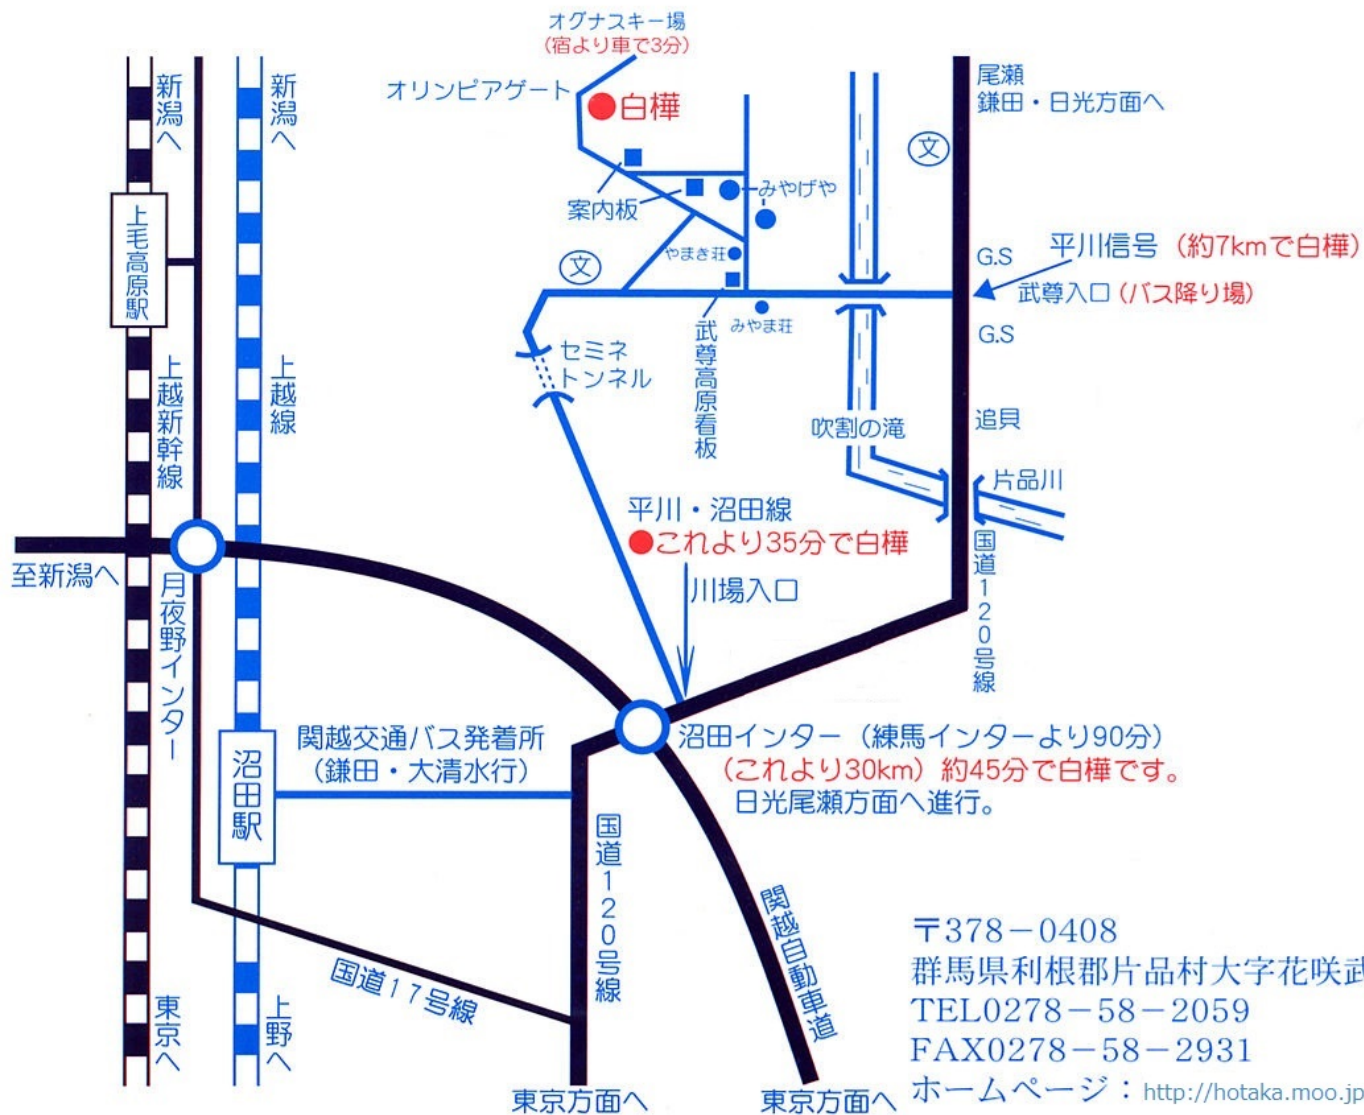 オグナスキー場
(宿より車で3分)
オリンピアゲート
白樺
新潟へ
新潟へ
尾瀬
鎌田・日光方面へ
文
案内板
みやげや
上毛高原駅
やまき荘
文
G.S
平川信号 (約7kmで白樺)
武尊入口 (バス降り場)
みやま荘
G.S
セミネ
トンネル
武尊高原看板
上越新幹線
上越線
吹割の滝
追貝
片品川
平川・沼田線
●これより35分で白樺
川場入口
国道120号線
至新潟へ
月夜野インター
沼田インター (練馬インターより90分)
(これより30km) 約45分で白樺です。
日光尾瀬方面へ進行。
関越交通バス発着所
(鎌田・大清水行)
沼田駅
国道120号線
関越自動車道
国道17号線
東京へ
上野へ
東京方面へ
東京方面へ
〒378-0408
群馬県利根郡片品村大字花咲武
TEL0278-58-2059
FAX0278-58-2931
ホームページ：http://hotaka.moo.jp